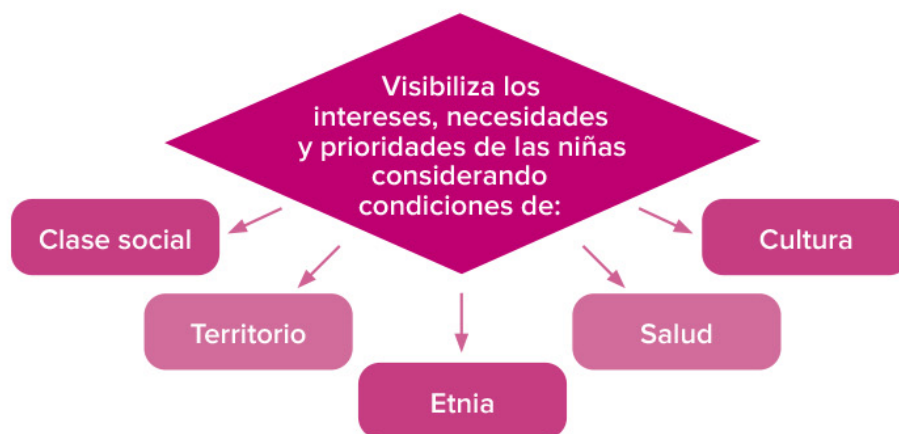 Visibiliza los
intereses, necesidades
y prioridades de las niñas
considerando
condiciones de:
Clase social
Cultura
Territorio
Salud
Etnia